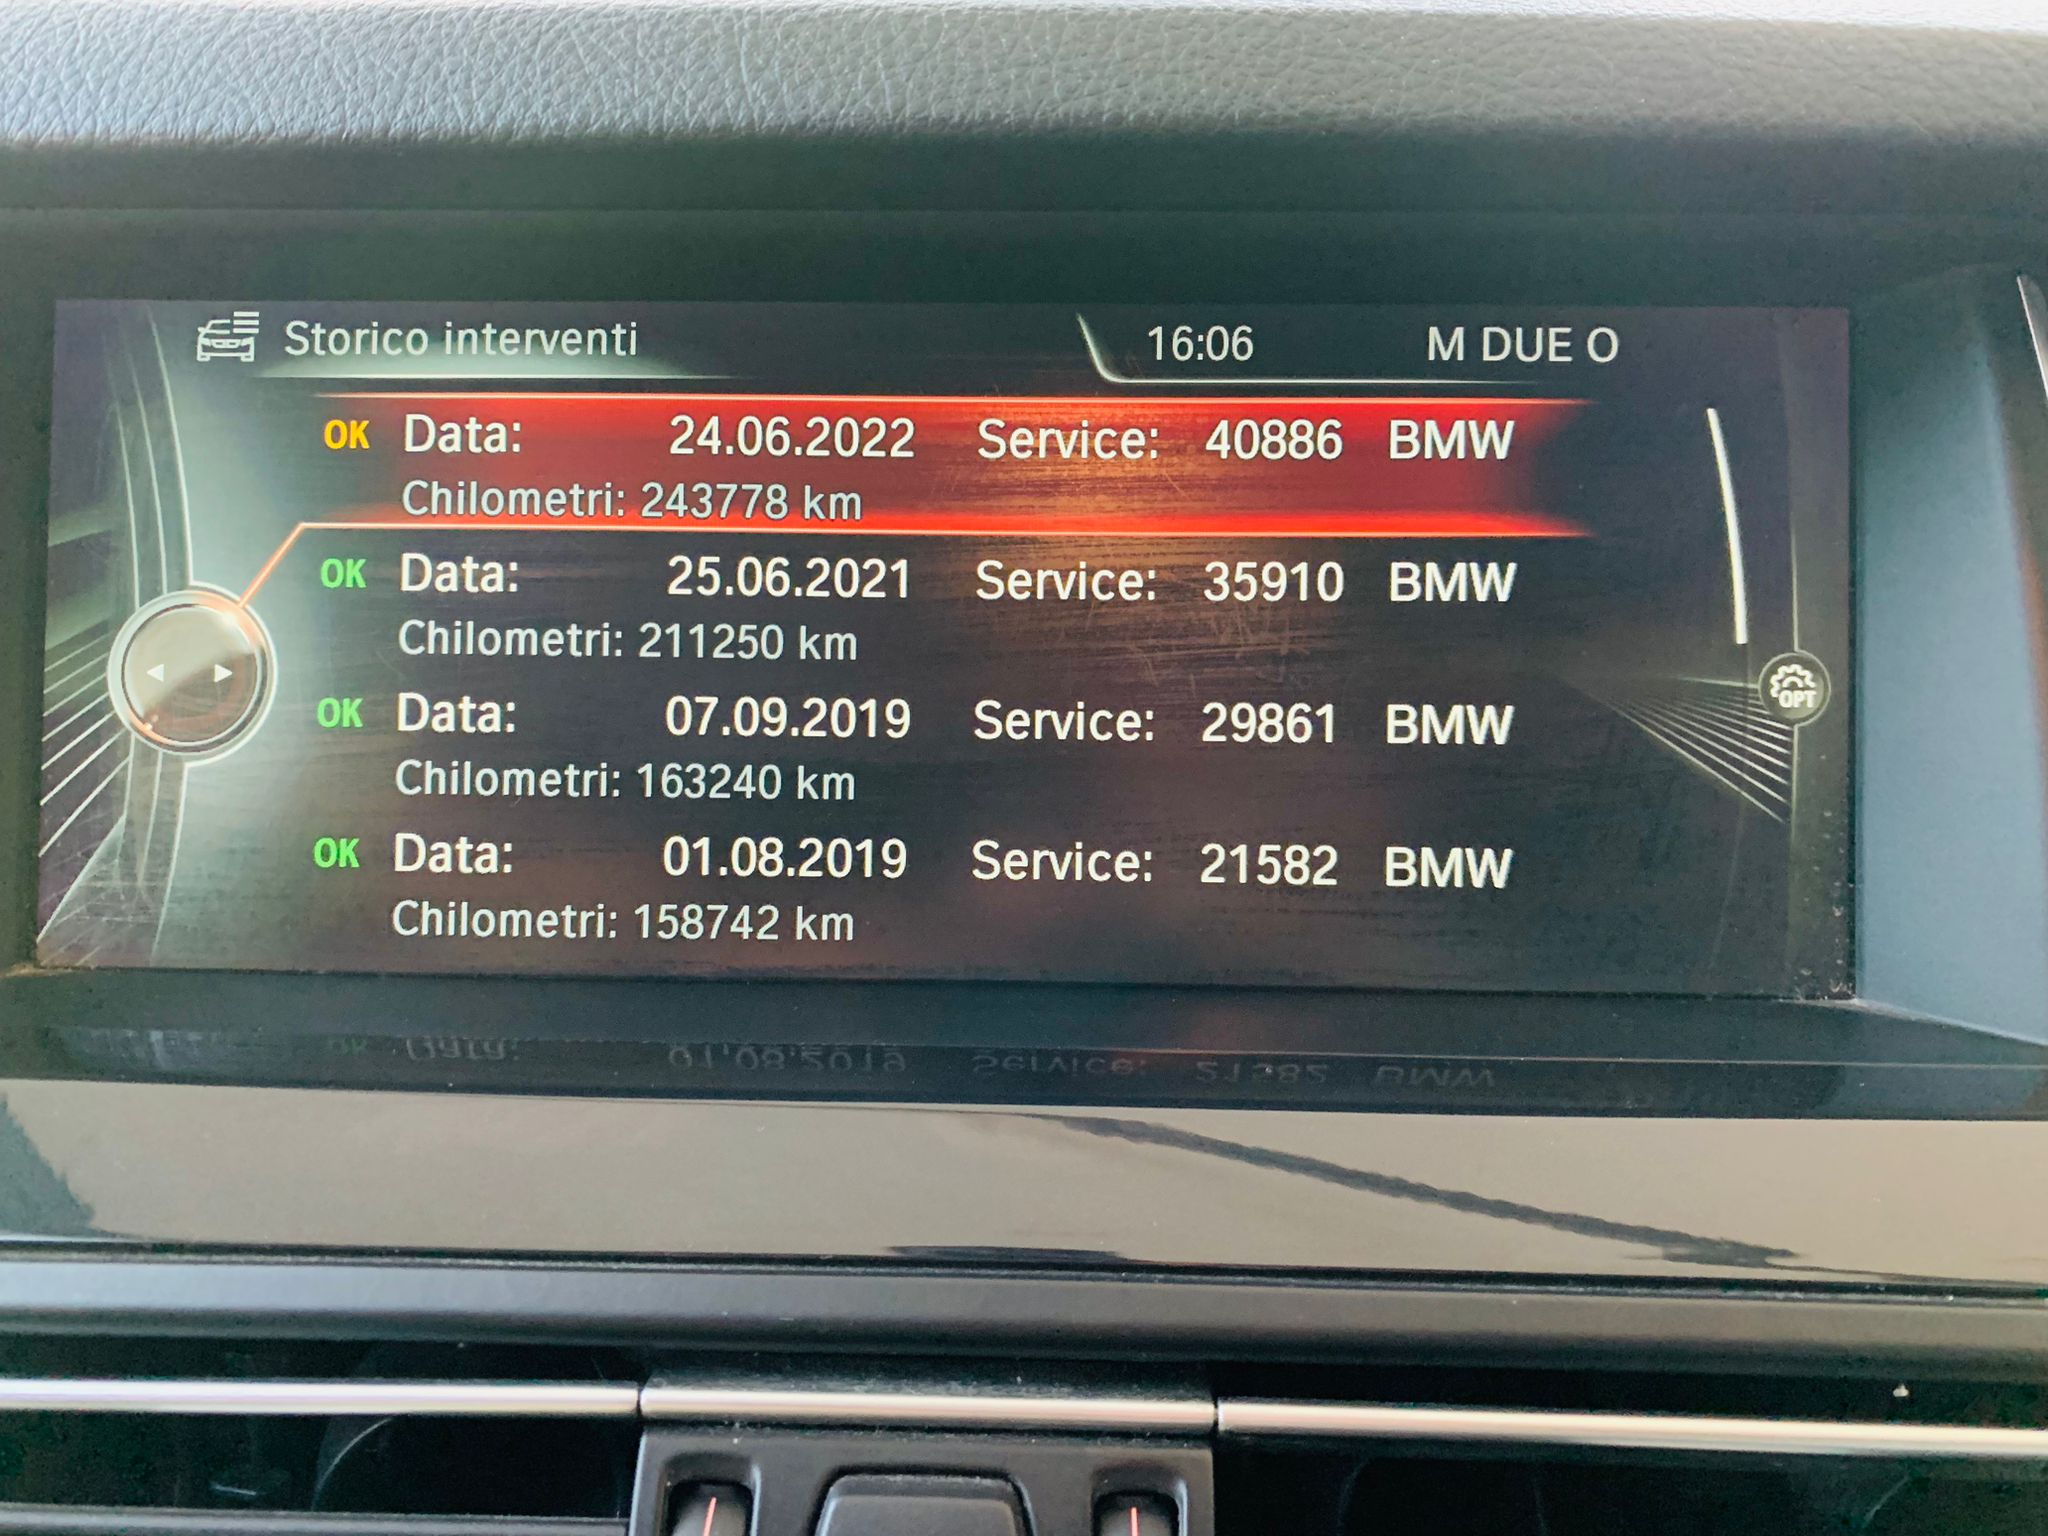 Storico interventi 16:06 M DUE O
OK Data: 24.06.2022 Service: 40886 BMW
Chilometri: 243778 km
OK Data: 25.06.2021 Service: 35910 BMW
Chilometri: 211250 km
OK Data: 07.09.2019 Service: 29861 BMW
Chilometri: 163240 km
OK Data: 01.08.2019 Service: 21582 BMW
Chilometri: 158742 km
OPT